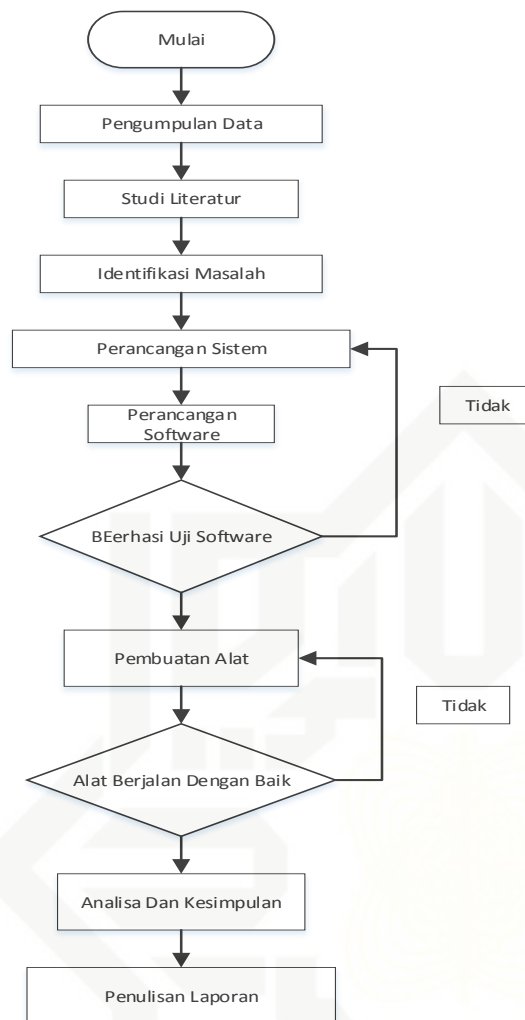 Mulai
Pengumpulan Data
Studi Literatur
Identifikasi Masalah
Perancangan Sistem
Tidak
Perancangan
Software
BEerhasi Uji Software
Pembuatan Alat
Tidak
Alat Berjalan Dengan Baik
Analisa Dan Kesimpulan
Penulisan Laporan